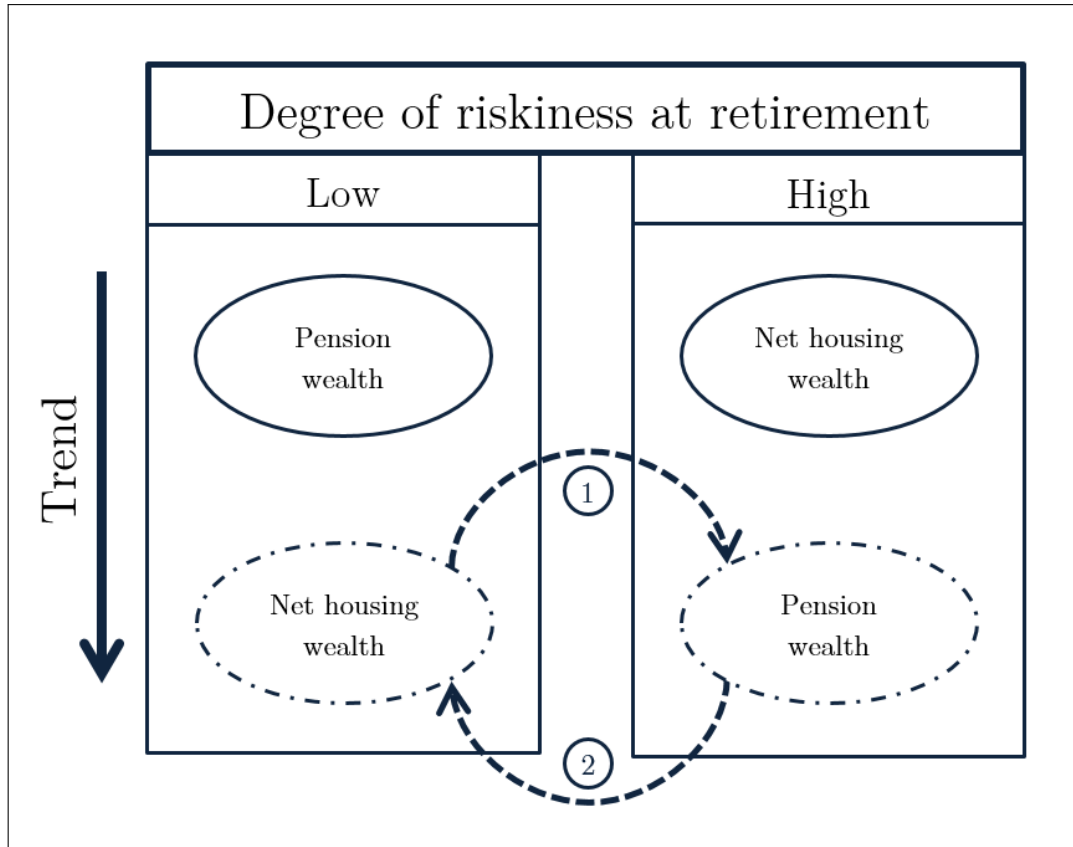 Degree of riskiness at retirement
Low
High
Trend
Pension
wealth
Net housing
wealth
1
Net housing
wealth
Pension
wealth
2